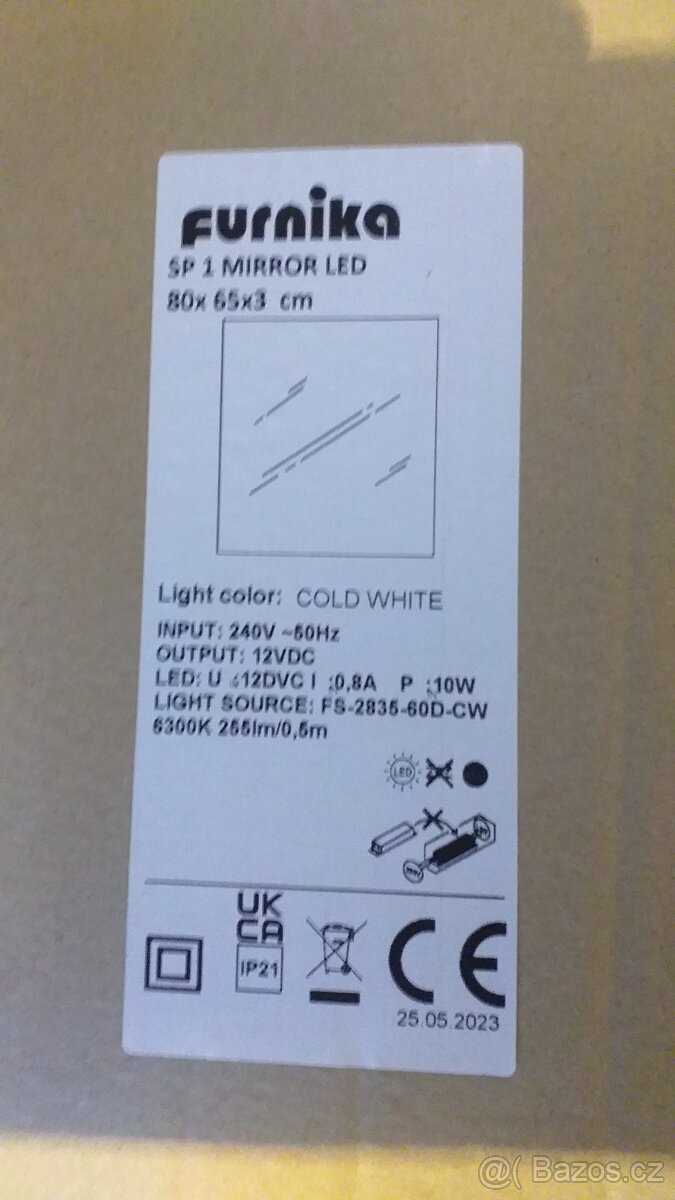 Furnika
SP 1 MIRROR LED
80x 65x3 cm
Light color: COLD WHITE
INPUT: 240V ~50Hz
OUTPUT: 12VDC
LED: U :12DVC I :0,8A P :10W
LIGHT SOURCE: FS-2835-60D-CW
6300K 255lm/0,5m
LED
UK
CA
IP21
CE
25.05.2023
@( Bazos.cz